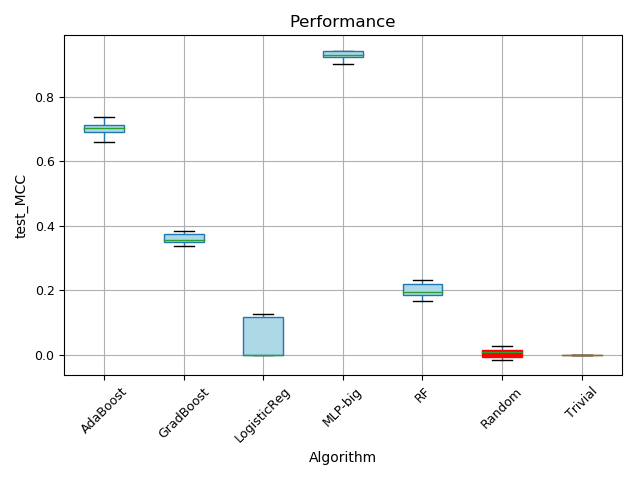 Performance
test_MCC
0.8
0.6
0.4
0.2
0.0
AdaBoost
GradBoost
LogisticReg
MLP-big
RF
Random
Trivial
Algorithm